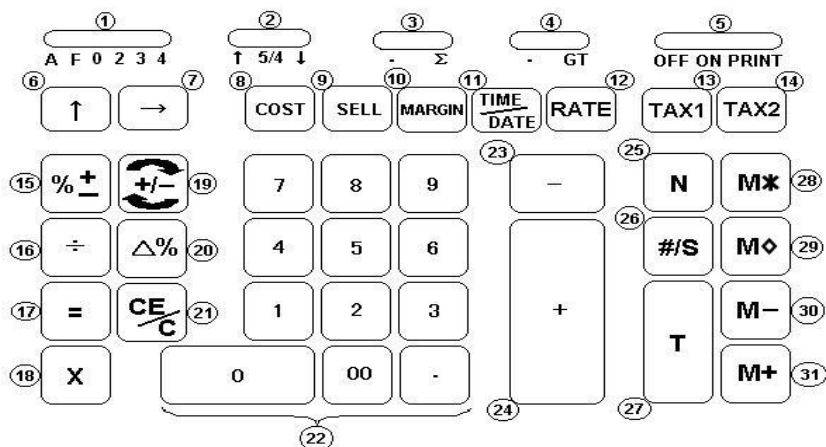 1 2 3 4 5
A F 0 2 3 4 ↑ 5/4 ↓ - Σ - GT OFF ON PRINT
6 7 8 9 10 11 12 13 14
↑ → COST SELL MARGIN TIME/DATE RATE TAX1 TAX2
15 %± +/− 19 7 8 9 23 − 25 N M✱ 28
16 ÷ △% 20 4 5 6 26 #/S M◇ 29
17 = CE/C 21 1 2 3 + T M− 30
18 X 0 00 . 24 27 M+ 31
22